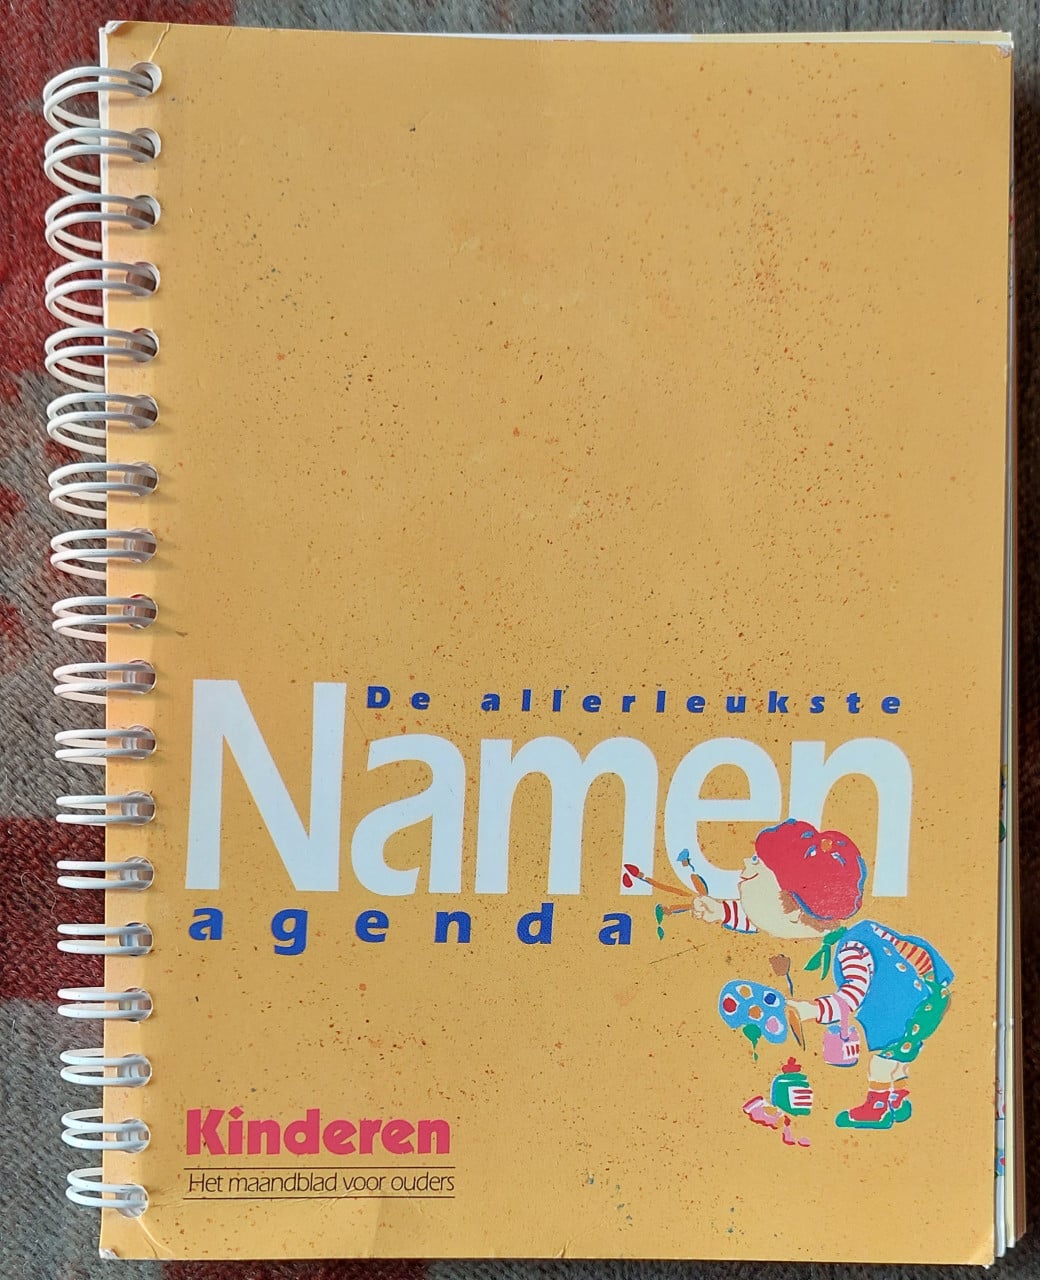 De allerleukste
Namen
agenda
Kinderen
Het maandblad voor ouders